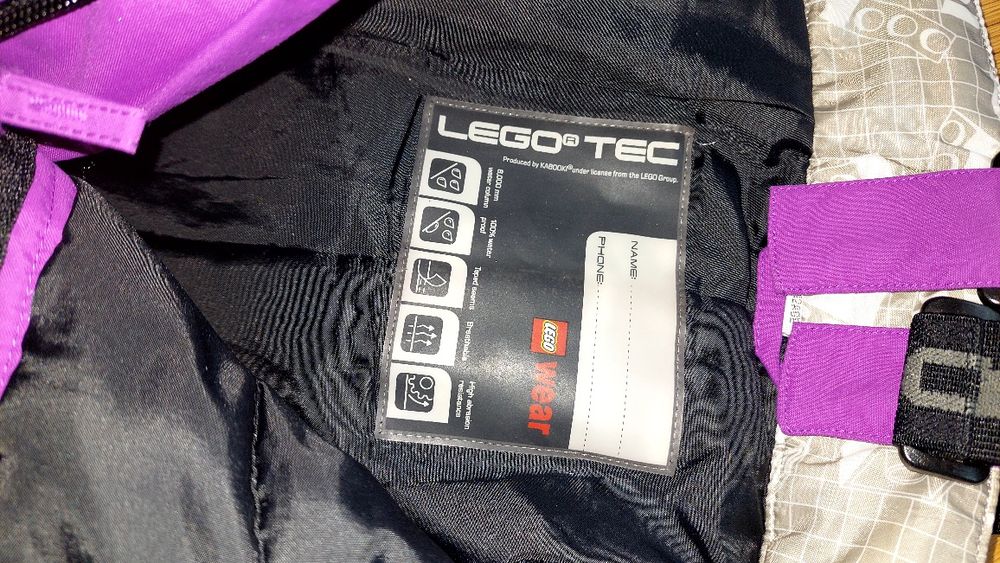 LEGO® TEC
Produced by KABOOKI® under license from the LEGO Group.
8,000 mm
water column
100% water
proof
Taped seams
Breathable
High abrasion
resistance
NAME:
PHONE:
LEGO
wear